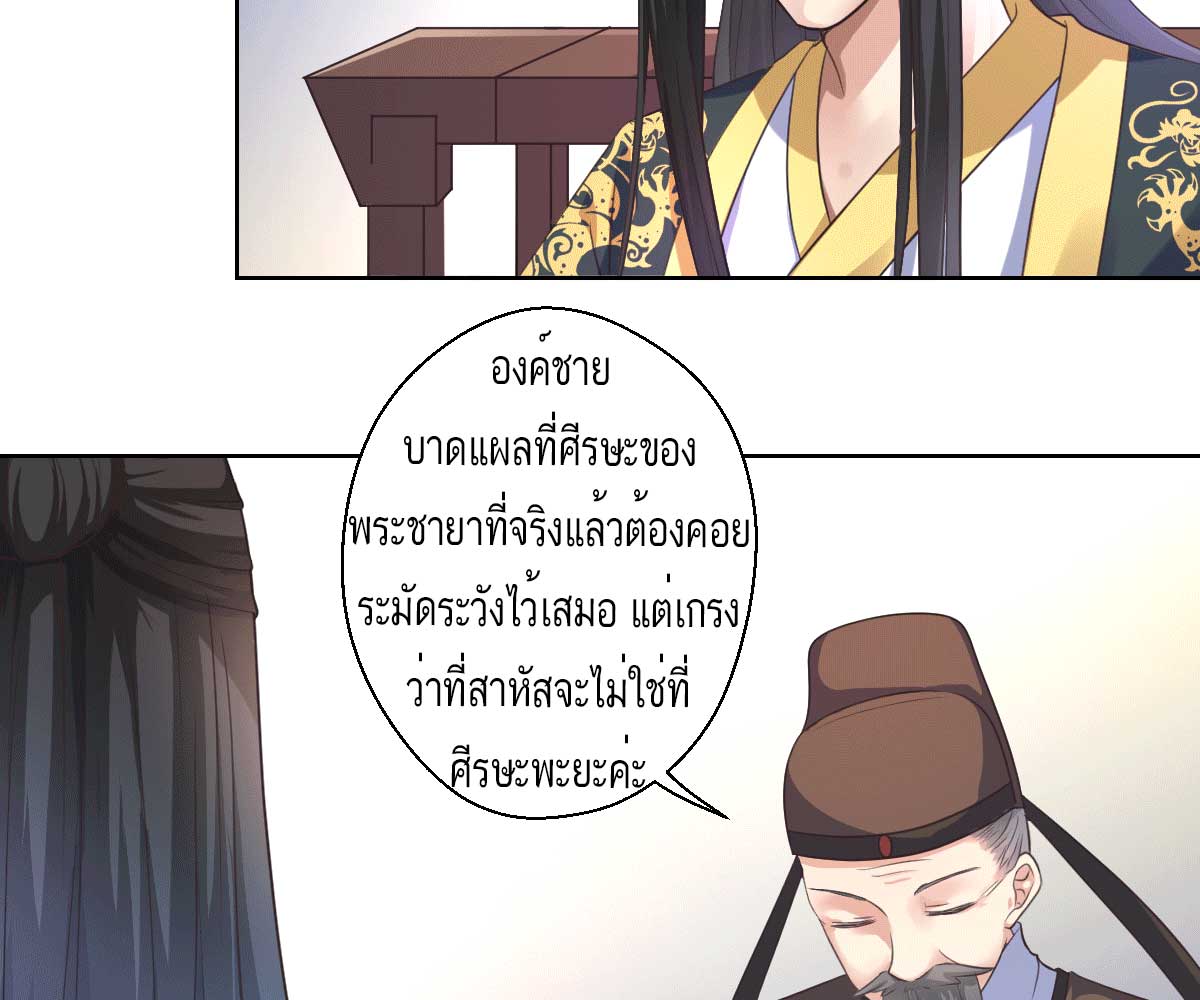 องค์ชาย
บาดแผลที่ศีรษะของ
พระชายาที่จริงแล้วต้องคอย
ระมัดระวังไว้เสมอ แต่เกรง
ว่าที่สาหัสจะไม่ใช่ที่
ศีรษะพะยะค่ะ